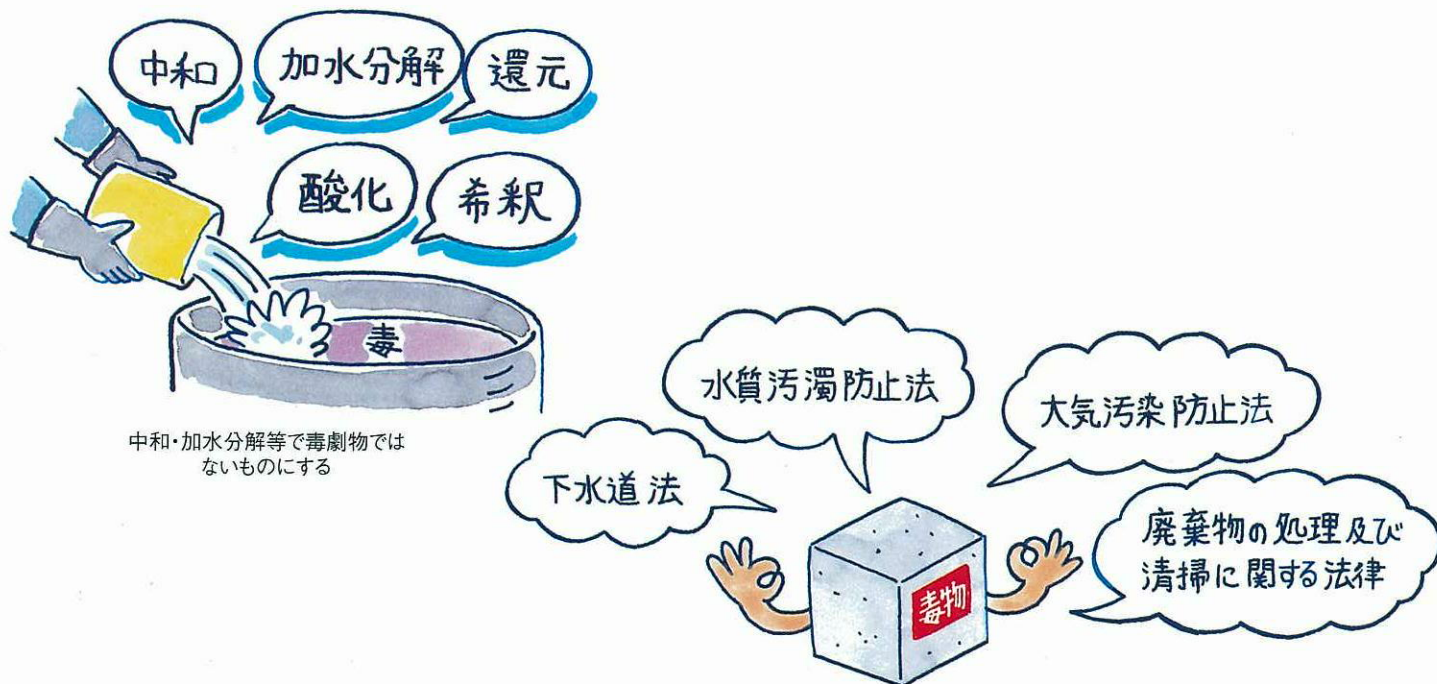 中和
加水分解
還元
酸化
希釈
毒
中和・加水分解等で毒劇物では
ないものにする
水質汚濁防止法
大気汚染防止法
下水道法
廃棄物の処理及び
清掃に関する法律
毒物